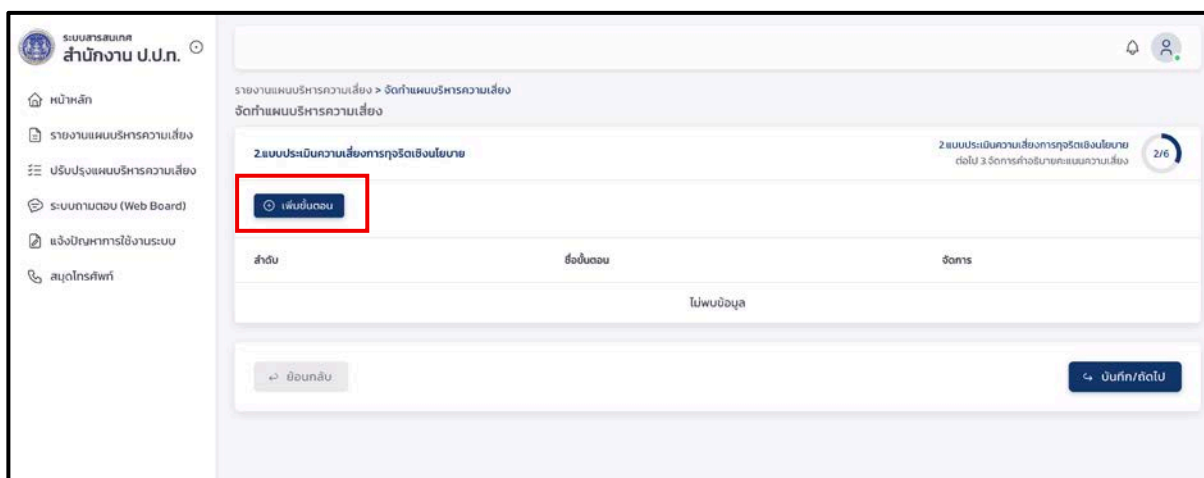 ระบบสารสนเทศ
สำนักงาน ป.ป.ท.
หน้าหลัก
รายงานแผนบริหารความเสี่ยง
ปรับปรุงแผนบริหารความเสี่ยง
ระบบถามตอบ (Web Board)
แจ้งปัญหาการใช้งานระบบ
สมุดโทรศัพท์
รายงานแผนบริหารความเสี่ยง > จัดทำแผนบริหารความเสี่ยง
จัดทำแผนบริหารความเสี่ยง
2.แบบประเมินความเสี่ยงการทุจริตเชิงนโยบาย
2.แบบประเมินความเสี่ยงการทุจริตเชิงนโยบาย
ต่อไป 3.จัดการคำอธิบายคะแนนความเสี่ยง
2/6
เพิ่มขั้นตอน
ลำดับ ชื่อขั้นตอน จัดการ
ไม่พบข้อมูล
ย้อนกลับ
บันทึก/ถัดไป